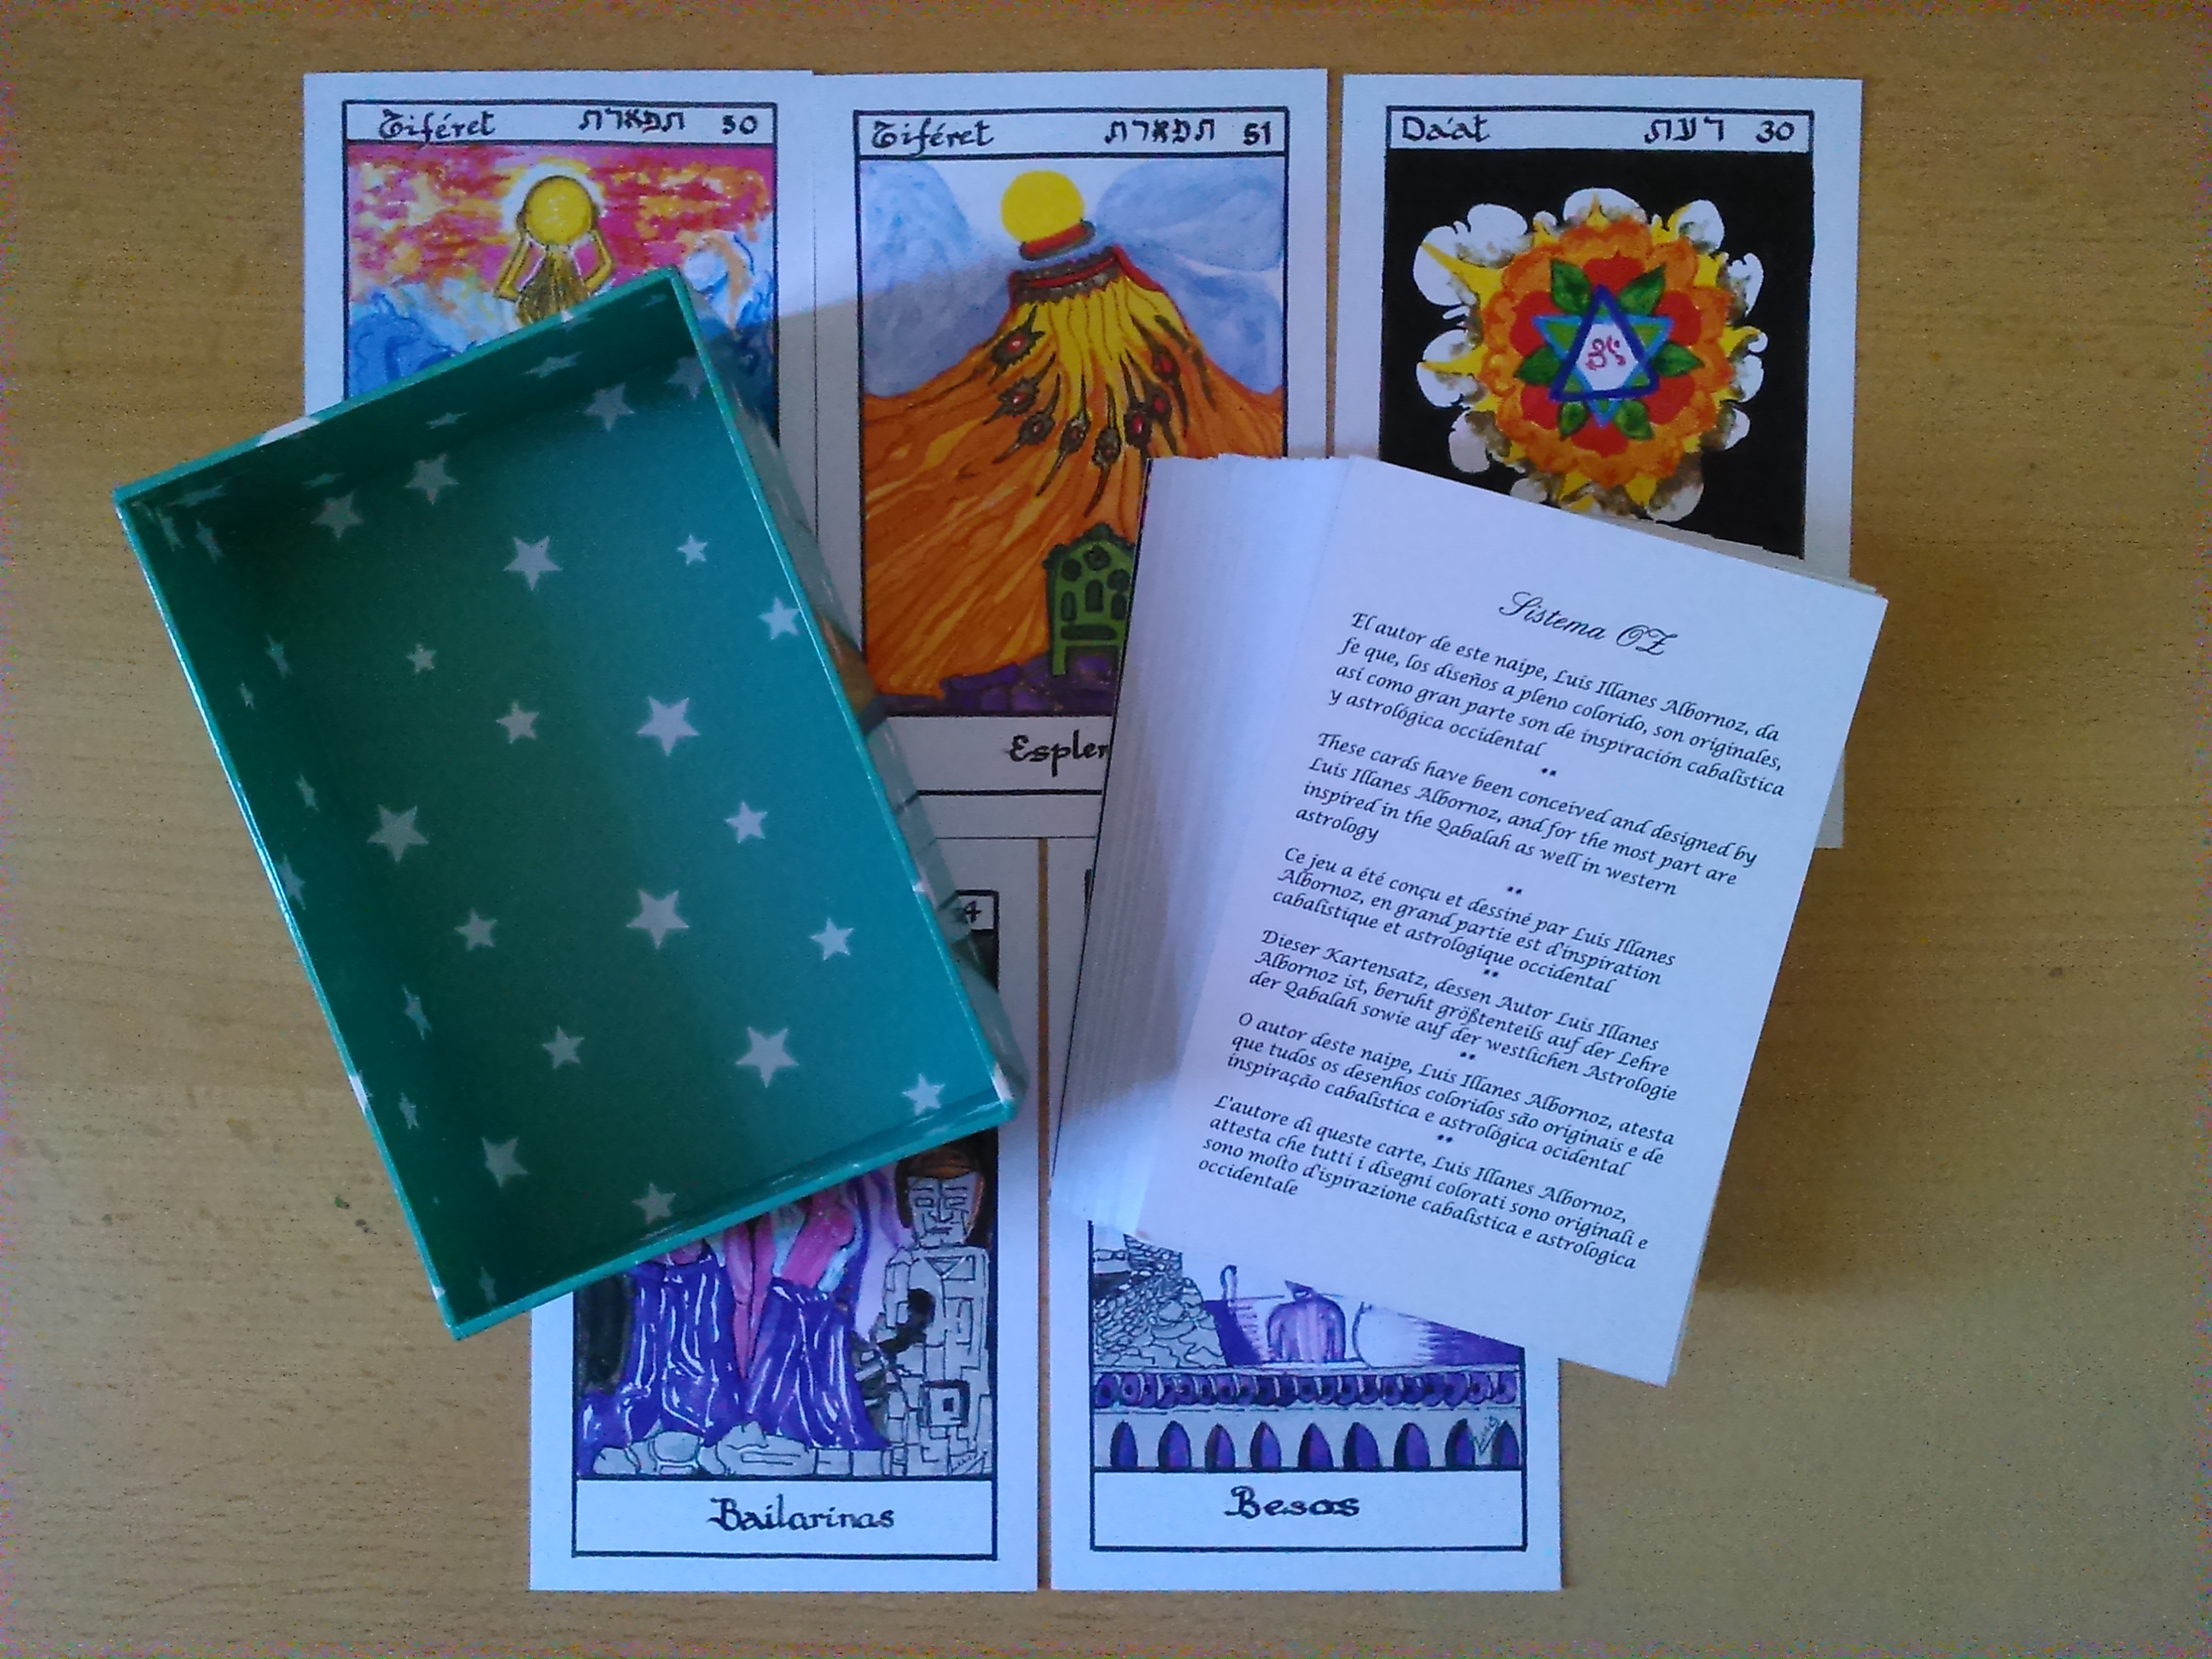 Tiféret תפארת 50
Tiféret תפארת 51
Da'at דעת 30
Sistema OZ
El autor de este naipe, Luis Illanes Albornoz, da
fe que, los diseños a pleno colorido, son originales,
así como gran parte son de inspiración cabalística
y astrológica occidental
**
These cards have been conceived and designed by
Luis Illanes Albornoz, and for the most part are
inspired in the Qabalah as well in western
astrology
**
Ce jeu a été conçu et dessiné par Luis Illanes
Albornoz, en grand partie est d'inspiration
cabalistique et astrologique occidental
**
Dieser Kartensatz, dessen Autor Luis Illanes
Albornoz ist, beruht größtenteils auf der Lehre
der Qabalah sowie auf der westlichen Astrologie
**
O autor deste naipe, Luis Illanes Albornoz, atesta
que tudos os desenhos coloridos são originais e de
inspiração cabalística e astrológica ocidental
**
L'autore di queste carte, Luis Illanes Albornoz,
attesta che tutti i disegni colorati sono originali e
sono molto d'ispirazione cabalistica e astrologica
occidentale
Esplen
4
Bailarinas
Besos